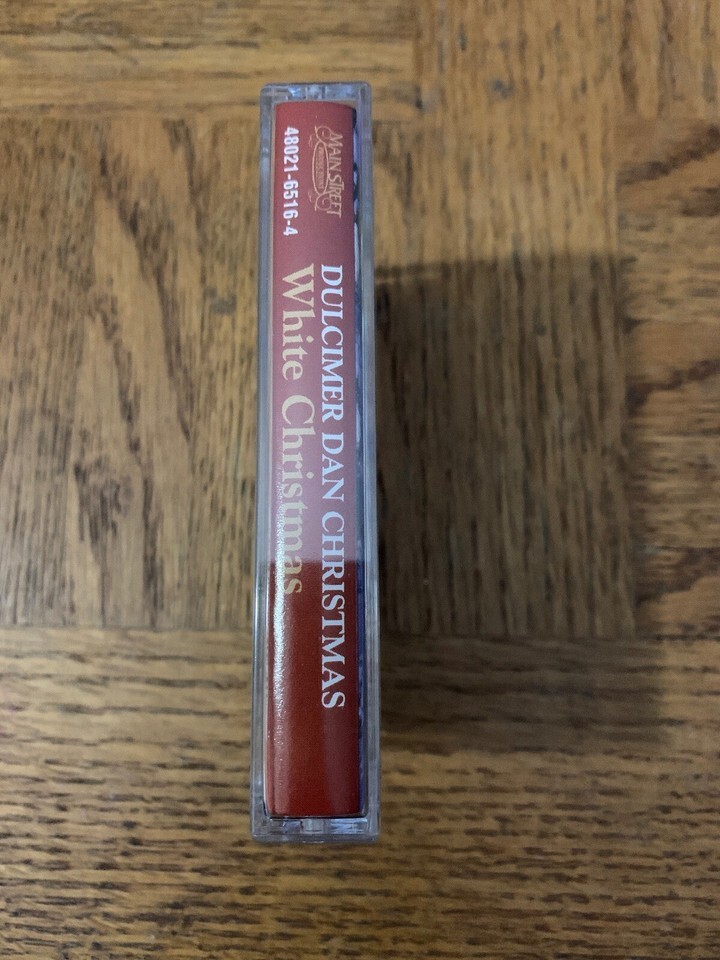 MAIN STREET
48021-6516-4
DULCIMER DAN CHRISTMAS
White Christmas